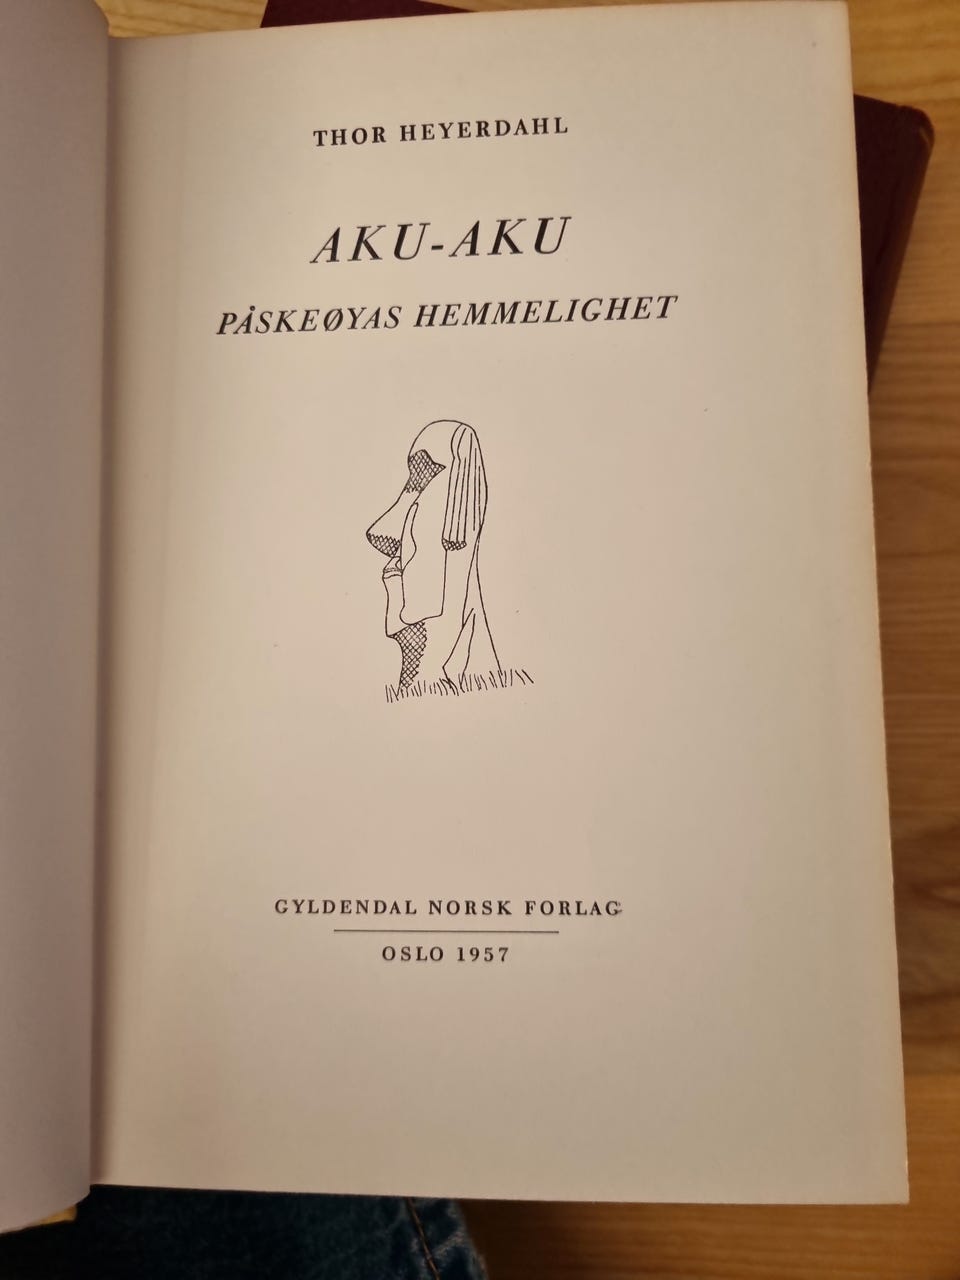 THOR HEYERDAHL
AKU-AKU
PÅSKEØYAS HEMMELIGHET
GYLDENDAL NORSK FORLAG
OSLO 1957